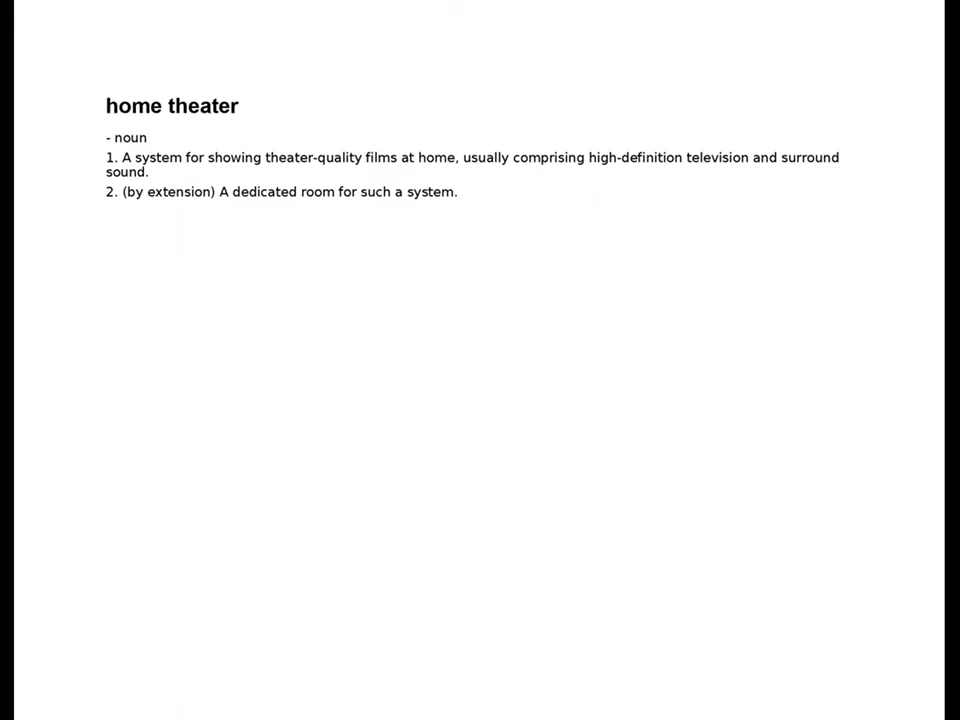 home theater
- noun
1. A system for showing theater-quality films at home, usually comprising high-definition television and surround
sound.
2. (by extension) A dedicated room for such a system.